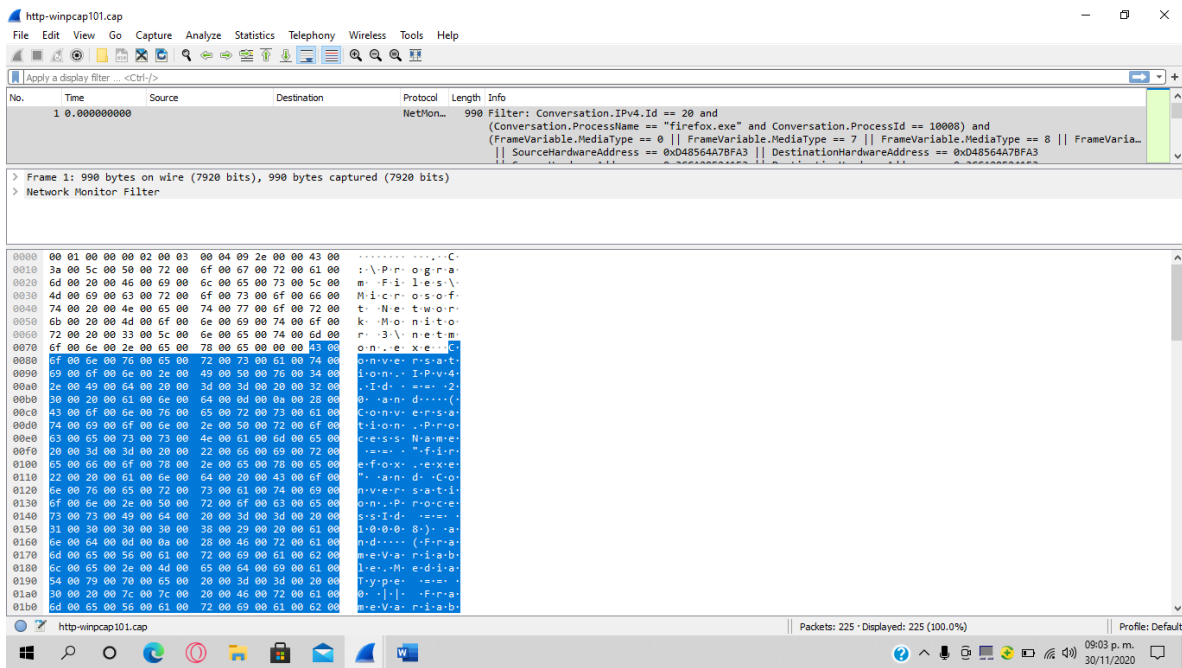 http-winpcap101.cap
File Edit View Go Capture Analyze Statistics Telephony Wireless Tools Help
Apply a display filter ... <Ctrl-/>
No. Time Source Destination Protocol Length Info
1 0.000000000 NetMon… 990 Filter: Conversation.IPv4.Id == 20 and
(Conversation.ProcessName == "firefox.exe" and Conversation.ProcessId == 10008) and
(FrameVariable.MediaType == 0 || FrameVariable.MediaType == 7 || FrameVariable.MediaType == 8 || FrameVaria…
|| SourceHardwareAddress == 0xD48564A7BFA3 || DestinationHardwareAddress == 0xD48564A7BFA3
Frame 1: 990 bytes on wire (7920 bits), 990 bytes captured (7920 bits)
Network Monitor Filter
0000 00 01 00 00 00 02 00 03 00 04 09 2e 00 00 43 00 ········ ···.··C·
0010 3a 00 5c 00 50 00 72 00 6f 00 67 00 72 00 61 00 :·\·P·r· o·g·r·a·
0020 6d 00 20 00 46 00 69 00 6c 00 65 00 73 00 5c 00 m· ·F·i· l·e·s·\·
0030 4d 00 69 00 63 00 72 00 6f 00 73 00 6f 00 66 00 M·i·c·r· o·s·o·f·
0040 74 00 20 00 4e 00 65 00 74 00 77 00 6f 00 72 00 t· ·N·e· t·w·o·r·
0050 6b 00 20 00 4d 00 6f 00 6e 00 69 00 74 00 6f 00 k· ·M·o· n·i·t·o·
0060 72 00 20 00 33 00 5c 00 6e 00 65 00 74 00 6d 00 r· ·3·\· n·e·t·m·
0070 6f 00 6e 00 2e 00 65 00 78 00 65 00 00 00 43 00 o·n·.·e· x·e···C·
0080 6f 00 6e 00 76 00 65 00 72 00 73 00 61 00 74 00 o·n·v·e· r·s·a·t·
0090 69 00 6f 00 6e 00 2e 00 49 00 50 00 76 00 34 00 i·o·n·.· I·P·v·4·
00a0 2e 00 49 00 64 00 20 00 3d 00 3d 00 20 00 32 00 .·I·d· · =·=· ·2·
00b0 30 00 20 00 61 00 6e 00 64 00 0d 00 0a 00 28 00 0· ·a·n· d·····(·
00c0 43 00 6f 00 6e 00 76 00 65 00 72 00 73 00 61 00 C·o·n·v· e·r·s·a·
00d0 74 00 69 00 6f 00 6e 00 2e 00 50 00 72 00 6f 00 t·i·o·n· .·P·r·o·
00e0 63 00 65 00 73 00 73 00 4e 00 61 00 6d 00 65 00 c·e·s·s· N·a·m·e·
00f0 20 00 3d 00 3d 00 20 00 22 00 66 00 69 00 72 00 ·=·=· · "·f·i·r·
0100 65 00 66 00 6f 00 78 00 2e 00 65 00 78 00 65 00 e·f·o·x· .·e·x·e·
0110 22 00 20 00 61 00 6e 00 64 00 20 00 43 00 6f 00 "· ·a·n· d· ·C·o·
0120 6e 00 76 00 65 00 72 00 73 00 61 00 74 00 69 00 n·v·e·r· s·a·t·i·
0130 6f 00 6e 00 2e 00 50 00 72 00 6f 00 63 00 65 00 o·n·.·P· r·o·c·e·
0140 73 00 73 00 49 00 64 00 20 00 3d 00 3d 00 20 00 s·s·I·d· ·=·=· ·
0150 31 00 30 00 30 00 30 00 38 00 29 00 20 00 61 00 1·0·0·0· 8·)· ·a·
0160 6e 00 64 00 0d 00 0a 00 28 00 46 00 72 00 61 00 n·d····· (·F·r·a·
0170 6d 00 65 00 56 00 61 00 72 00 69 00 61 00 62 00 m·e·V·a· r·i·a·b·
0180 6c 00 65 00 2e 00 4d 00 65 00 64 00 69 00 61 00 l·e·.·M· e·d·i·a·
0190 54 00 79 00 70 00 65 00 20 00 3d 00 3d 00 20 00 T·y·p·e· ·=·=· ·
01a0 30 00 20 00 7c 00 7c 00 20 00 46 00 72 00 61 00 0· ·|·|· ·F·r·a·
01b0 6d 00 65 00 56 00 61 00 72 00 69 00 61 00 62 00 m·e·V·a· r·i·a·b·
http-winpcap101.cap Packets: 225 · Displayed: 225 (100.0%) Profile: Default
09:03 p. m.
30/11/2020